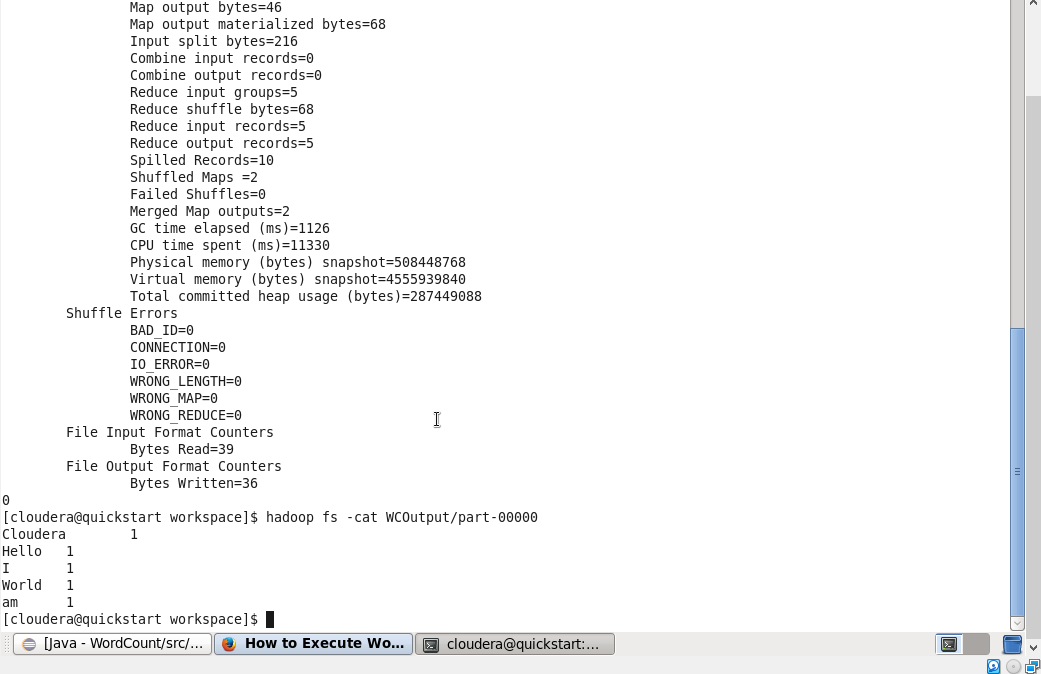 Map output bytes=46
Map output materialized bytes=68
Input split bytes=216
Combine input records=0
Combine output records=0
Reduce input groups=5
Reduce shuffle bytes=68
Reduce input records=5
Reduce output records=5
Spilled Records=10
Shuffled Maps =2
Failed Shuffles=0
Merged Map outputs=2
GC time elapsed (ms)=1126
CPU time spent (ms)=11330
Physical memory (bytes) snapshot=508448768
Virtual memory (bytes) snapshot=4555939840
Total committed heap usage (bytes)=287449088
Shuffle Errors
BAD_ID=0
CONNECTION=0
IO_ERROR=0
WRONG_LENGTH=0
WRONG_MAP=0
WRONG_REDUCE=0
File Input Format Counters
Bytes Read=39
File Output Format Counters
Bytes Written=36
0
[cloudera@quickstart workspace]$ hadoop fs -cat WCOutput/part-00000
Cloudera 1
Hello 1
I 1
World 1
am 1
[cloudera@quickstart workspace]$
[Java - WordCount/src/... How to Execute Wo... cloudera@quickstart:...